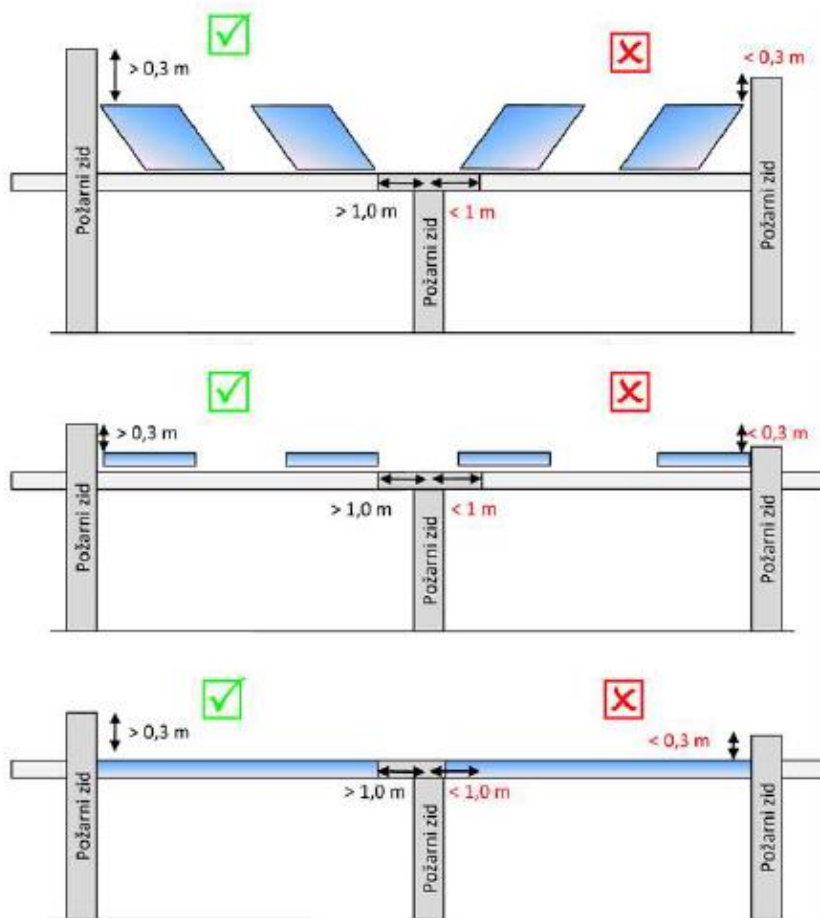 > 0,3 m
< 0,3 m
Požarni zid
Požarni zid
Požarni zid
> 1,0 m
< 1 m
> 0,3 m
< 0,3 m
Požarni zid
Požarni zid
Požarni zid
> 1,0 m
< 1 m
> 0,3 m
< 0,3 m
Požarni zid
Požarni zid
Požarni zid
> 1,0 m
< 1,0 m